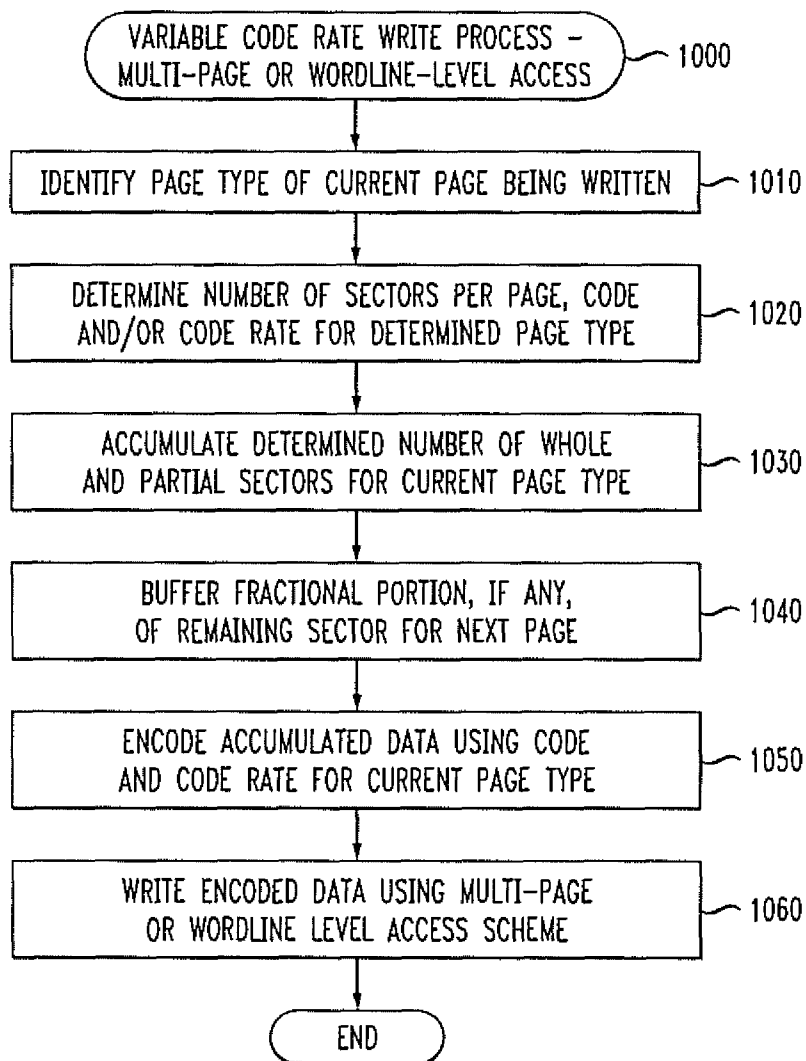 VARIABLE CODE RATE WRITE PROCESS –
MULTI-PAGE OR WORDLINE-LEVEL ACCESS
1000
IDENTIFY PAGE TYPE OF CURRENT PAGE BEING WRITTEN
1010
DETERMINE NUMBER OF SECTORS PER PAGE, CODE
AND/OR CODE RATE FOR DETERMINED PAGE TYPE
1020
ACCUMULATE DETERMINED NUMBER OF WHOLE
AND PARTIAL SECTORS FOR CURRENT PAGE TYPE
1030
BUFFER FRACTIONAL PORTION, IF ANY,
OF REMAINING SECTOR FOR NEXT PAGE
1040
ENCODE ACCUMULATED DATA USING CODE
AND CODE RATE FOR CURRENT PAGE TYPE
1050
WRITE ENCODED DATA USING MULTI-PAGE
OR WORDLINE LEVEL ACCESS SCHEME
1060
END